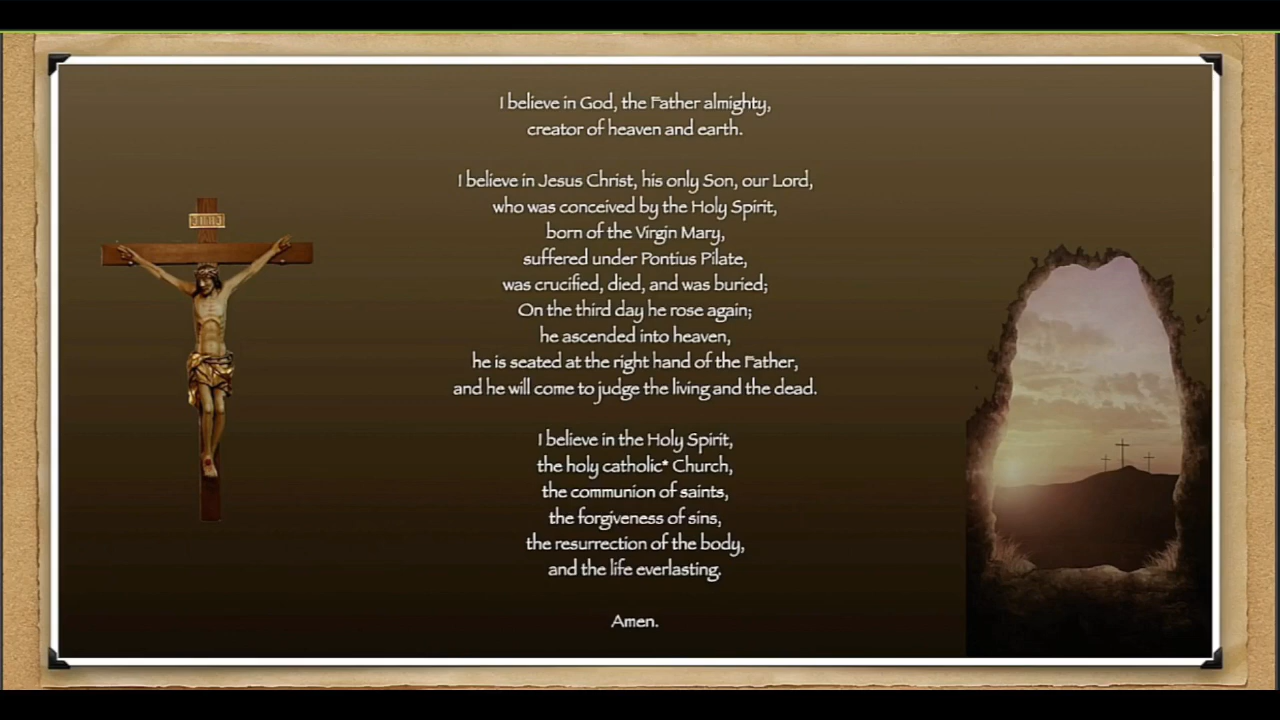 I believe in God, the Father almighty,
creator of heaven and earth.
I believe in Jesus Christ, his only Son, our Lord,
who was conceived by the Holy Spirit,
born of the Virgin Mary,
suffered under Pontius Pilate,
was crucified, died, and was buried;
On the third day he rose again;
he ascended into heaven,
he is seated at the right hand of the Father,
and he will come to judge the living and the dead.
I believe in the Holy Spirit,
the holy catholic* Church,
the communion of saints,
the forgiveness of sins,
the resurrection of the body,
and the life everlasting.
Amen.